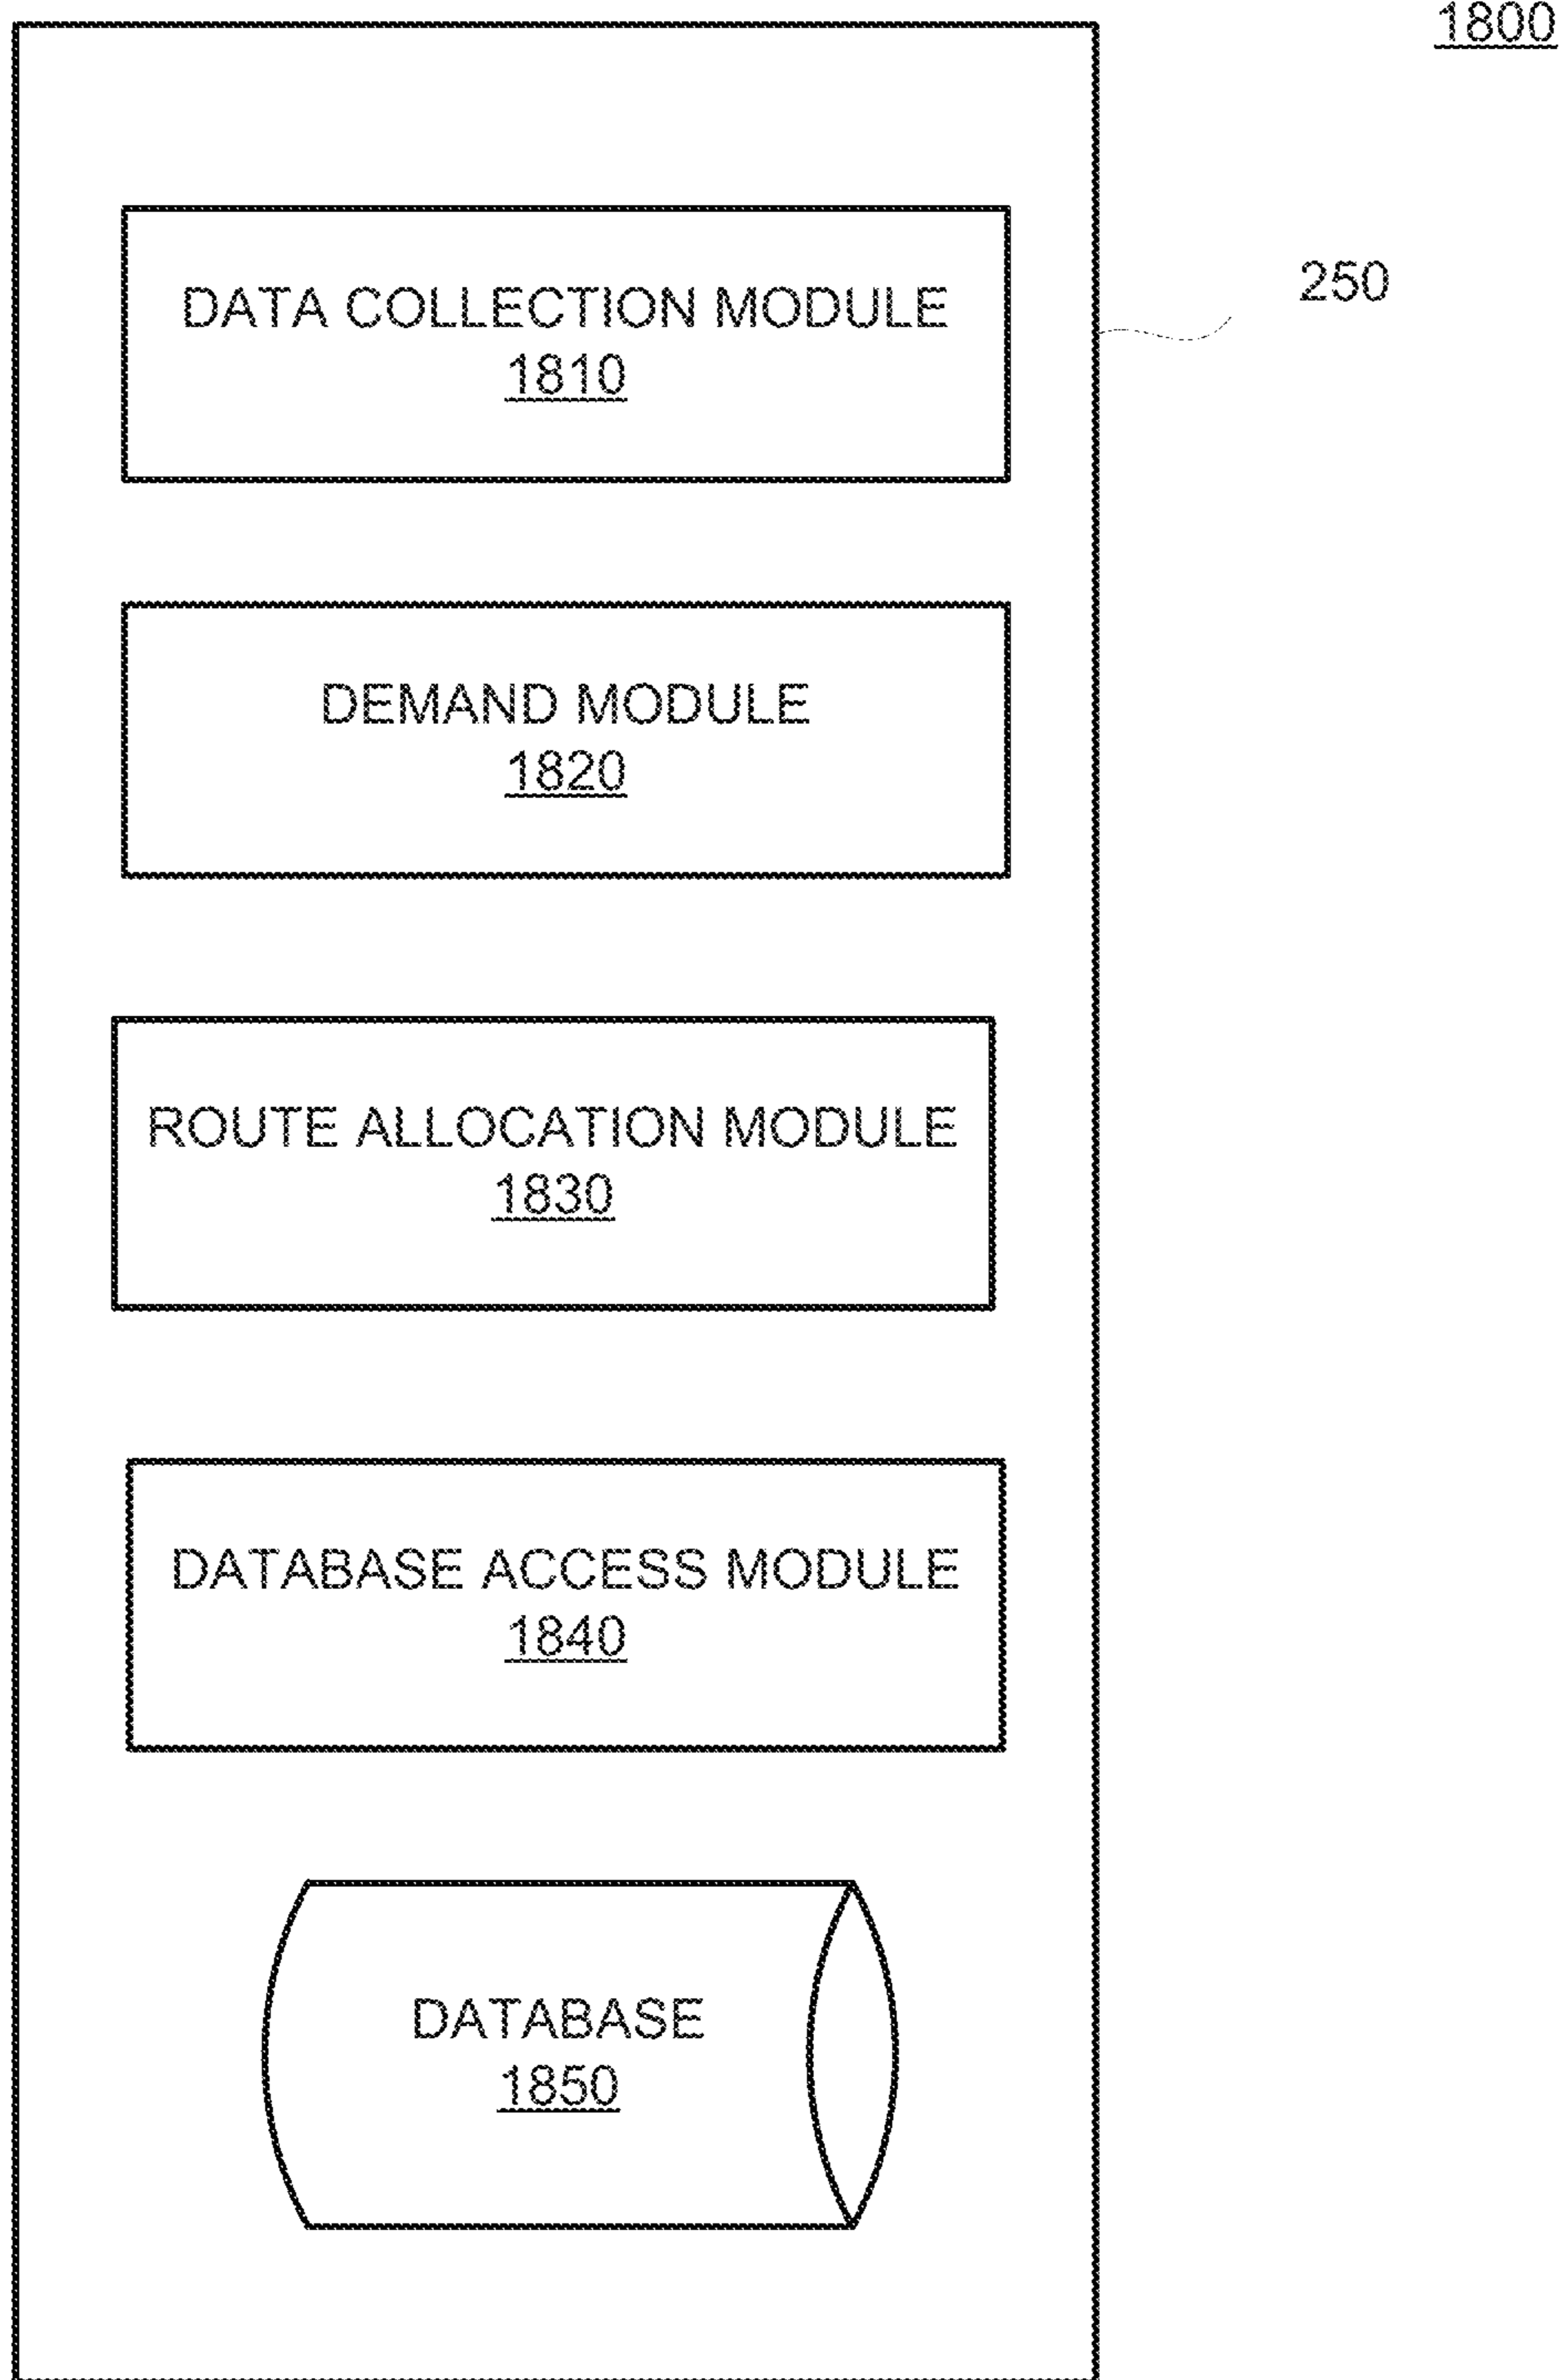 1800
250
DATA COLLECTION MODULE
1810
DEMAND MODULE
1820
ROUTE ALLOCATION MODULE
1830
DATABASE ACCESS MODULE
1840
DATABASE
1850